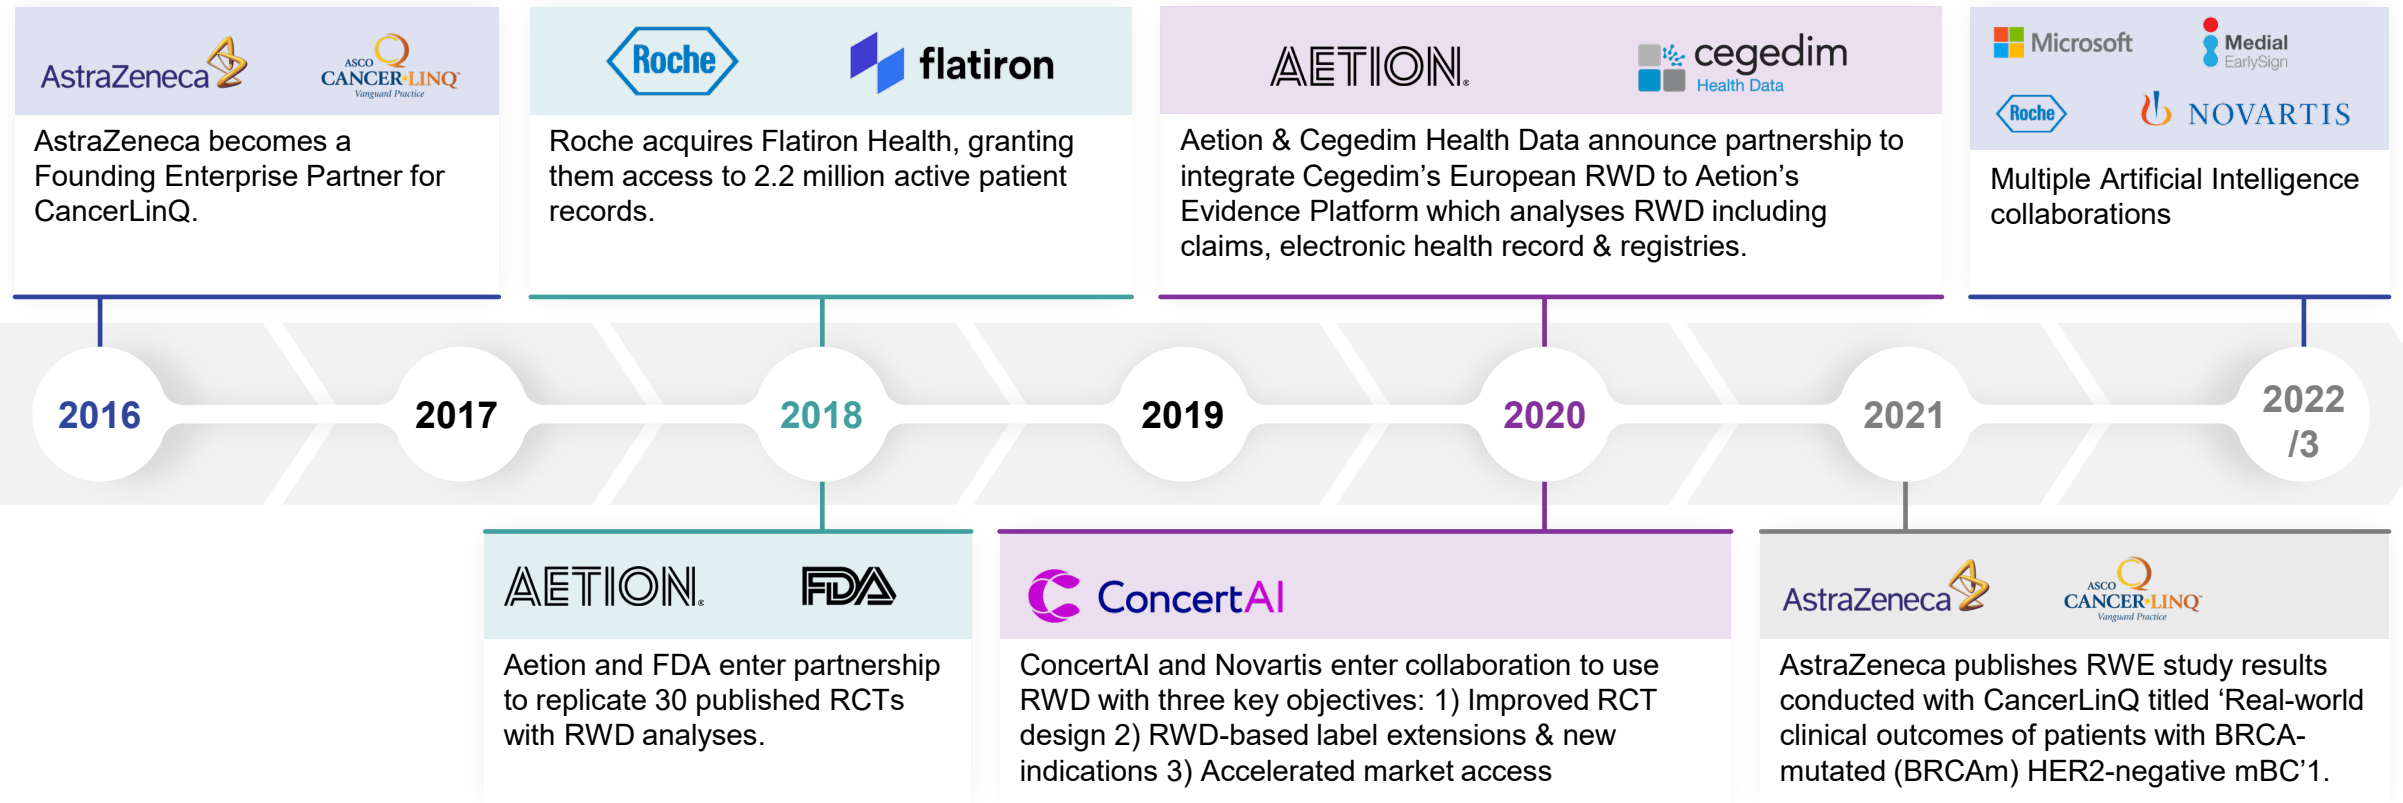 AstraZeneca
ASCO
CANCER LINQ™
Vanguard Practice
AstraZeneca becomes a
Founding Enterprise Partner for
CancerLinQ.
Roche
flatiron
Roche acquires Flatiron Health, granting
them access to 2.2 million active patient
records.
AETION®
cegedim
Health Data
Aetion & Cegedim Health Data announce partnership to
integrate Cegedim’s European RWD to Aetion’s
Evidence Platform which analyses RWD including
claims, electronic health record & registries.
Microsoft
Medial
EarlySign
Roche
NOVARTIS
Multiple Artificial Intelligence
collaborations
2016
2017
2018
2019
2020
2021
2022
/3
AETION®
FDA
Aetion and FDA enter partnership
to replicate 30 published RCTs
with RWD analyses.
ConcertAI
ConcertAI and Novartis enter collaboration to use
RWD with three key objectives: 1) Improved RCT
design 2) RWD-based label extensions & new
indications 3) Accelerated market access
AstraZeneca
ASCO
CANCER LINQ™
Vanguard Practice
AstraZeneca publishes RWE study results
conducted with CancerLinQ titled ‘Real-world
clinical outcomes of patients with BRCA-
mutated (BRCAm) HER2-negative mBC’1.